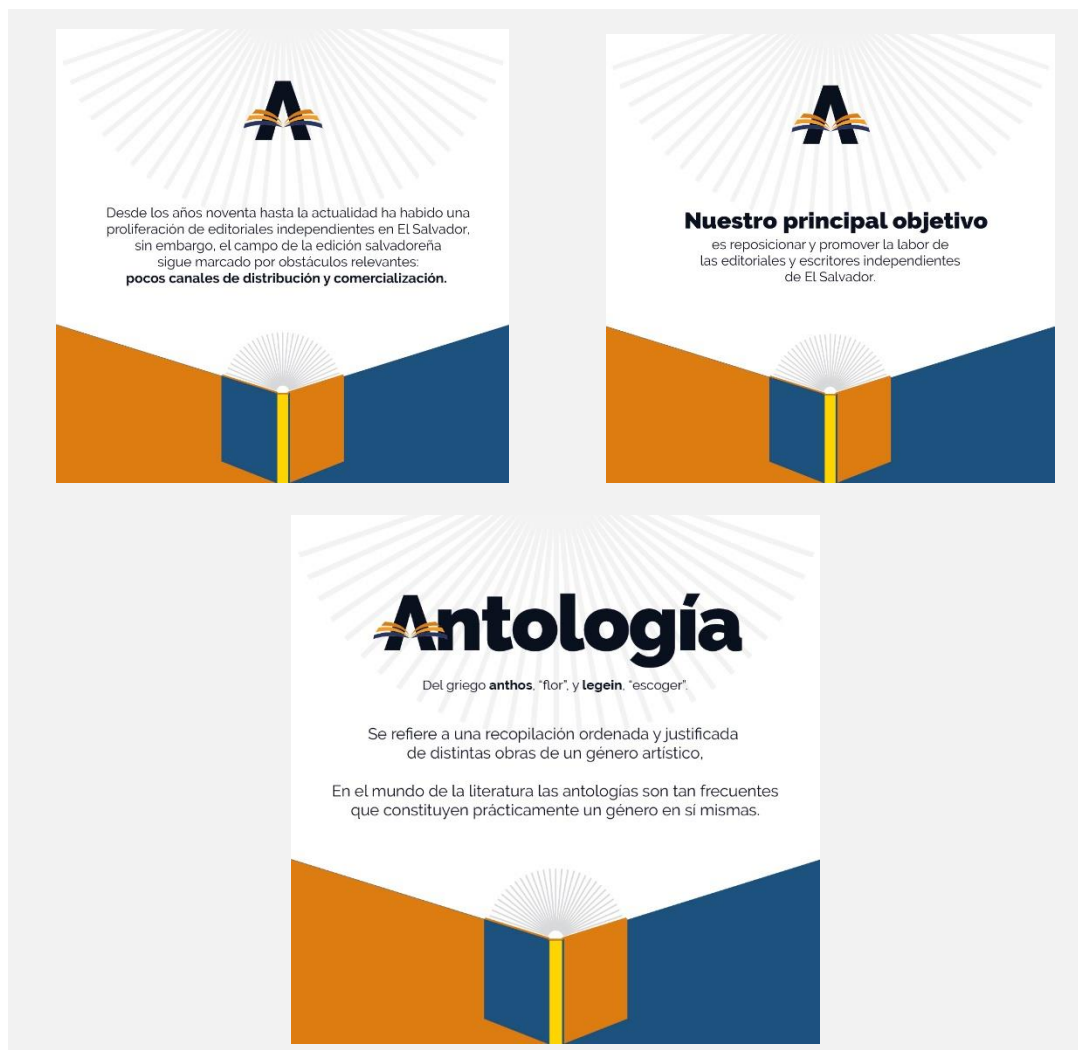 A
Desde los años noventa hasta la actualidad ha habido una
proliferación de editoriales independientes en El Salvador,
sin embargo, el campo de la edición salvadoreña
sigue marcado por obstáculos relevantes:
pocos canales de distribución y comercialización.
A
Nuestro principal objetivo
es reposicionar y promover la labor de
las editoriales y escritores independientes
de El Salvador.
Antología
Del griego anthos, "flor", y legein, "escoger".
Se refiere a una recopilación ordenada y justificada
de distintas obras de un género artístico,
En el mundo de la literatura las antologías son tan frecuentes
que constituyen prácticamente un género en sí mismas.